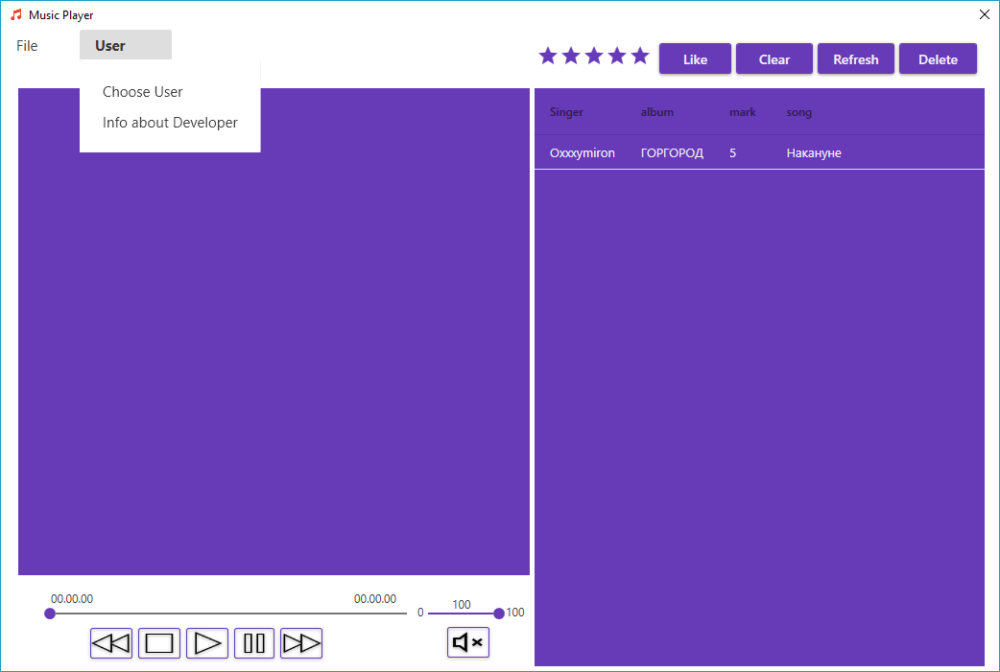 Music Player
File User
Choose User
Info about Developer
Like Clear Refresh Delete
Singer album mark song
Oxxxymiron ГОРГОРОД 5 Накануне
00.00.00 00.00.00
0 100 100